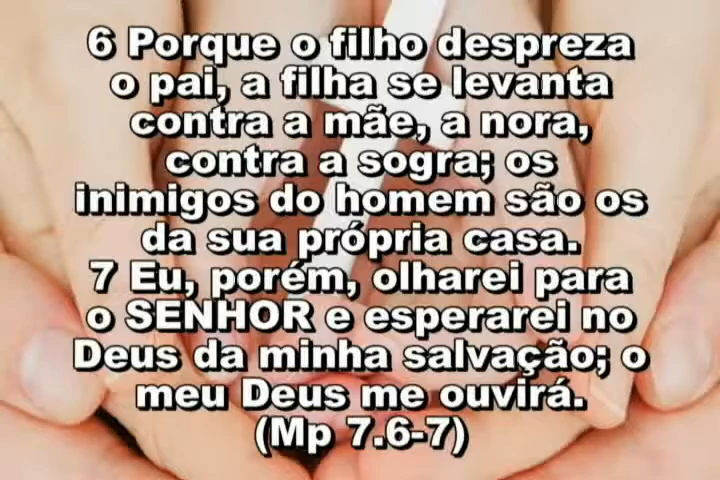 6 Porque o filho despreza
o pai, a filha se levanta
contra a mãe, a nora,
contra a sogra; os
inimigos do homem são os
da sua própria casa.
7 Eu, porém, olharei para
o SENHOR e esperarei no
Deus da minha salvação; o
meu Deus me ouvirá.
(Mp 7.6-7)